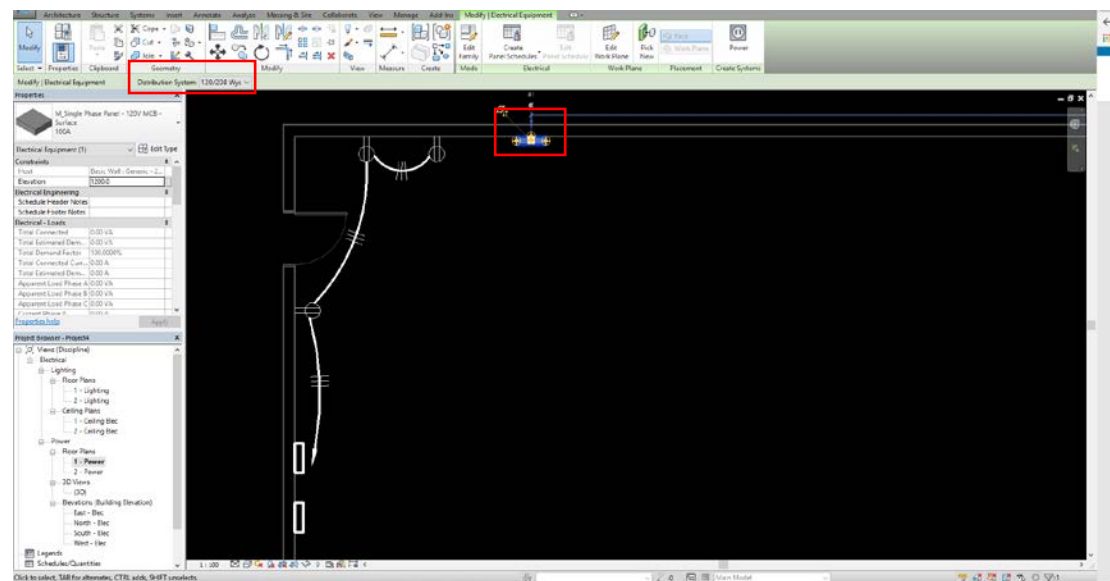 Architecture Structure Systems Insert Annotate Analyze Massing & Site Collaborate View Manage Add-Ins Modify | Electrical Equipment
Modify
Paste
Cope
Cut
Join
Edit
Family
Create
Panel Schedules
Edit
Panel Schedule
Edit
Work Plane
Pick
New
Face
Work Plane
Power
Select Properties Clipboard Geometry Modify View Measure Create Mode Electrical Work Plane Placement Create Systems
Modify | Electrical Equipment Distribution System: 120/208 Wye
Properties
M_Single Phase Panel - 120V MCB -
Surface
100A
Electrical Equipment (1) Edit Type
Constraints
Host Basic Wall : Generic - 2...
Elevation 1200.0
Electrical Engineering
Schedule Header Notes
Schedule Footer Notes
Electrical - Loads
Total Connected 0.00 VA
Total Estimated Dem... 0.00 VA
Total Demand Factor 100.0000%
Total Connected Curr... 0.00 A
Total Estimated Dem... 0.00 A
Apparent Load Phase A 0.00 VA
Apparent Load Phase B 0.00 VA
Apparent Load Phase C 0.00 VA
Properties help Apply
Project Browser - Project4
Views (Discipline)
Electrical
Lighting
Floor Plans
1 - Lighting
2 - Lighting
Ceiling Plans
1 - Ceiling Elec
2 - Ceiling Elec
Power
Floor Plans
1 - Power
2 - Power
3D Views
{3D}
Elevations (Building Elevation)
East - Elec
North - Elec
South - Elec
West - Elec
Legends
Schedules/Quantities
1 : 100
Click to select, TAB for alternates, CTRL adds, SHIFT unselects.
:0
Main Model